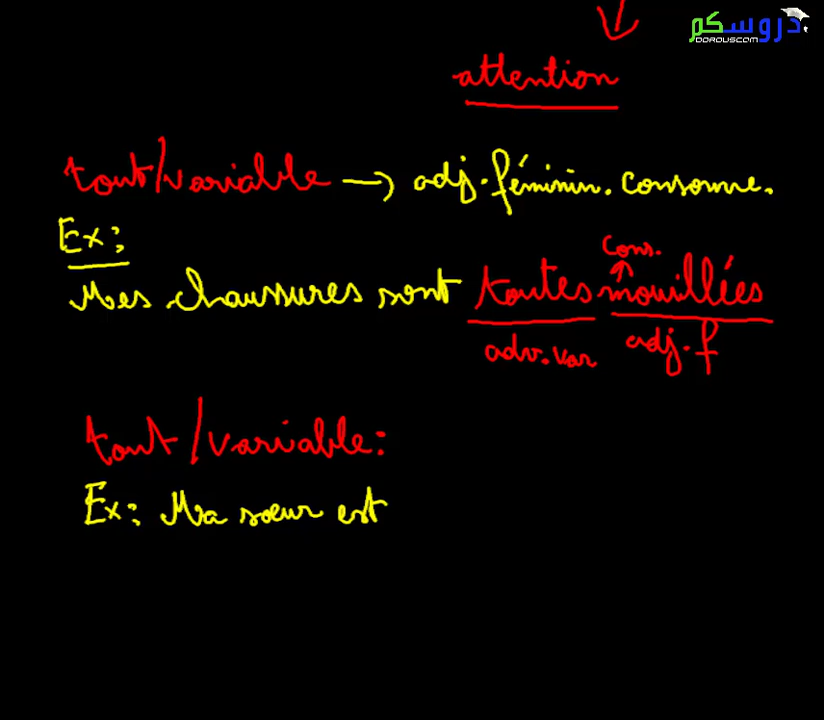 دروسكم
DOROUSCOM
attention
tout/variable → adj. féminin. consonne.
Ex:
Cons.
Mes chaussures sont toutes mouillées
adv. var adj. f
tout/variable:
Ex: Ma sœur est